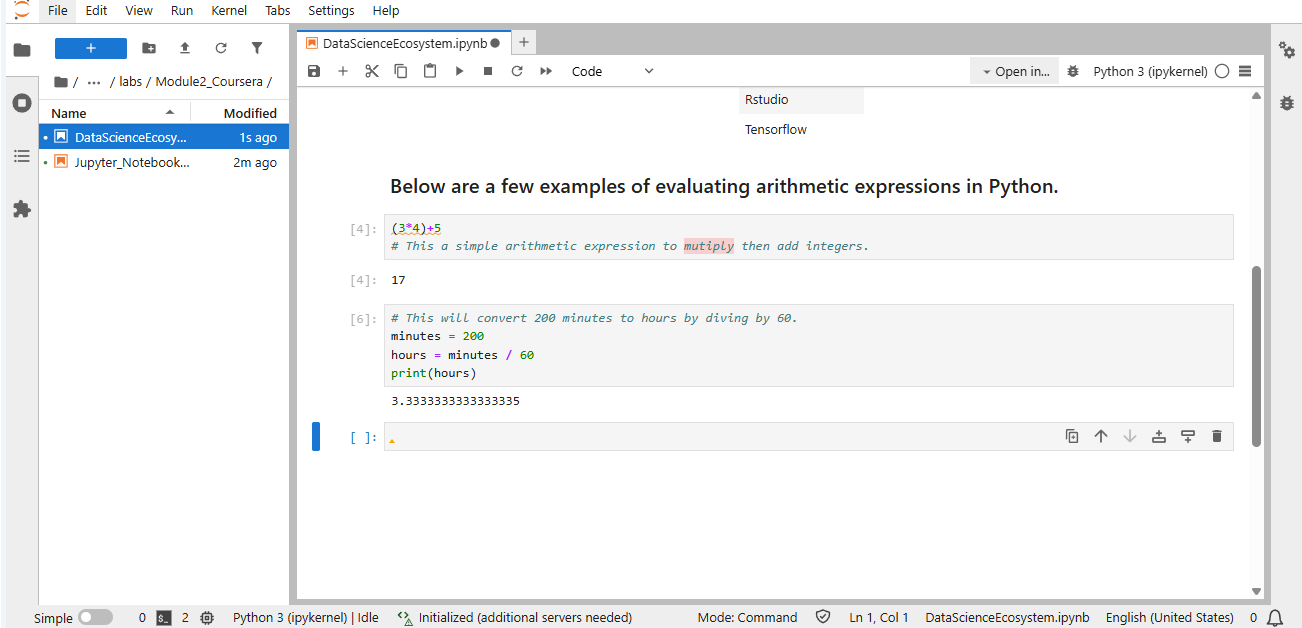 File Edit View Run Kernel Tabs Settings Help
+
/ ... / labs / Module2_Coursera /
Name Modified
DataScienceEcosy... 1s ago
Jupyter_Notebook... 2m ago
DataScienceEcosystem.ipynb
Code
Open in...
Python 3 (ipykernel)
Rstudio
Tensorflow
Below are a few examples of evaluating arithmetic expressions in Python.
[4]: (3*4)+5
# This a simple arithmetic expression to mutiply then add integers.
[4]: 17
[6]: # This will convert 200 minutes to hours by diving by 60.
minutes = 200
hours = minutes / 60
print(hours)
3.3333333333333335
[ ]:
Simple 0 $_ 2 Python 3 (ipykernel) | Idle Initialized (additional servers needed) Mode: Command Ln 1, Col 1 DataScienceEcosystem.ipynb English (United States) 0